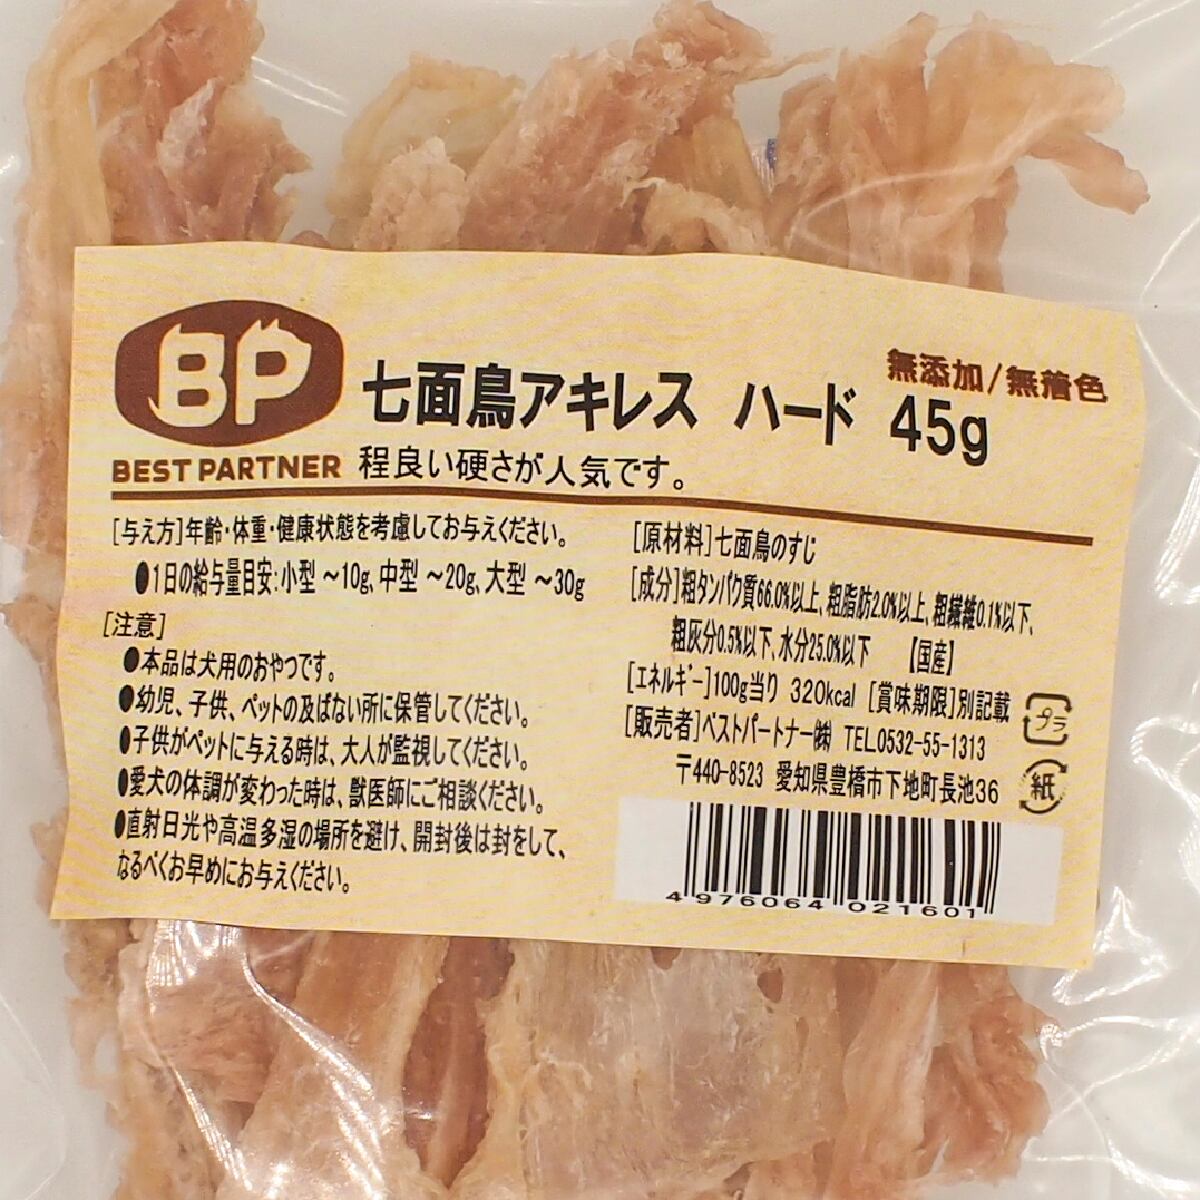 BP
BEST PARTNER
無添加/無着色
七面鳥アキレス ハード 45g
程良い硬さが人気です。
[与え方]年齢・体重・健康状態を考慮してお与えください。
●1日の給与量目安:小型 ～10g、中型 ～20g、大型 ～30g
[注意]
●本品は犬用のおやつです。
●幼児、子供、ペットの及ばない所に保管してください。
●子供がペットに与える時は、大人が監視してください。
●愛犬の体調が変わった時は、獣医師にご相談ください。
●直射日光や高温多湿の場所を避け、開封後は封をして、
なるべくお早めにお与えください。
[原材料]七面鳥のすじ
[成分]粗タンパク質66.0%以上、粗脂肪2.0%以上、粗繊維0.1%以下、
粗灰分0.5%以下、水分25.0%以下 【国産】
[エネルギー]100g当り 320kcal [賞味期限]別記載
[販売者]ベストパートナー㈱ TEL0532-55-1313
〒440-8523 愛知県豊橋市下地町長池36
プラ
紙
4 976064 021601